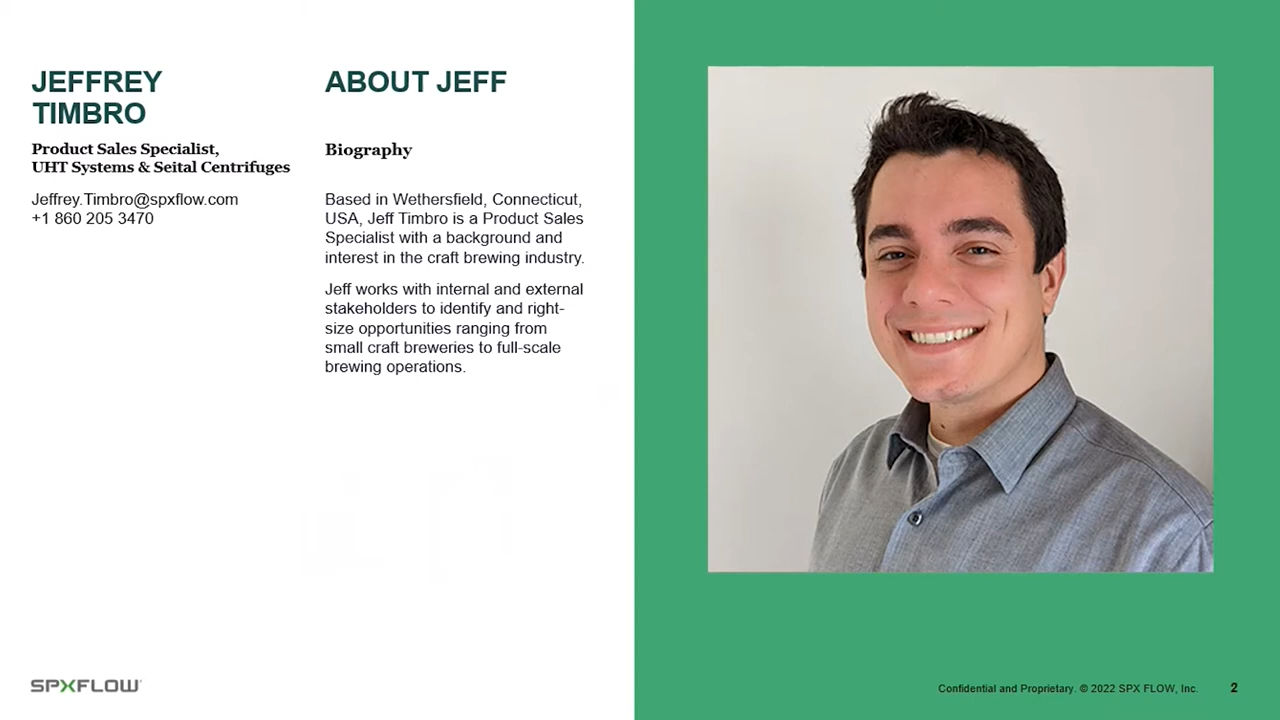 JEFFREY
TIMBRO
Product Sales Specialist,
UHT Systems & Seital Centrifuges
Jeffrey.Timbro@spxflow.com
+1 860 205 3470
ABOUT JEFF
Biography
Based in Wethersfield, Connecticut,
USA, Jeff Timbro is a Product Sales
Specialist with a background and
interest in the craft brewing industry.
Jeff works with internal and external
stakeholders to identify and right-
size opportunities ranging from
small craft breweries to full-scale
brewing operations.
SPXFLOW
Confidential and Proprietary. © 2022 SPX FLOW, Inc. 2